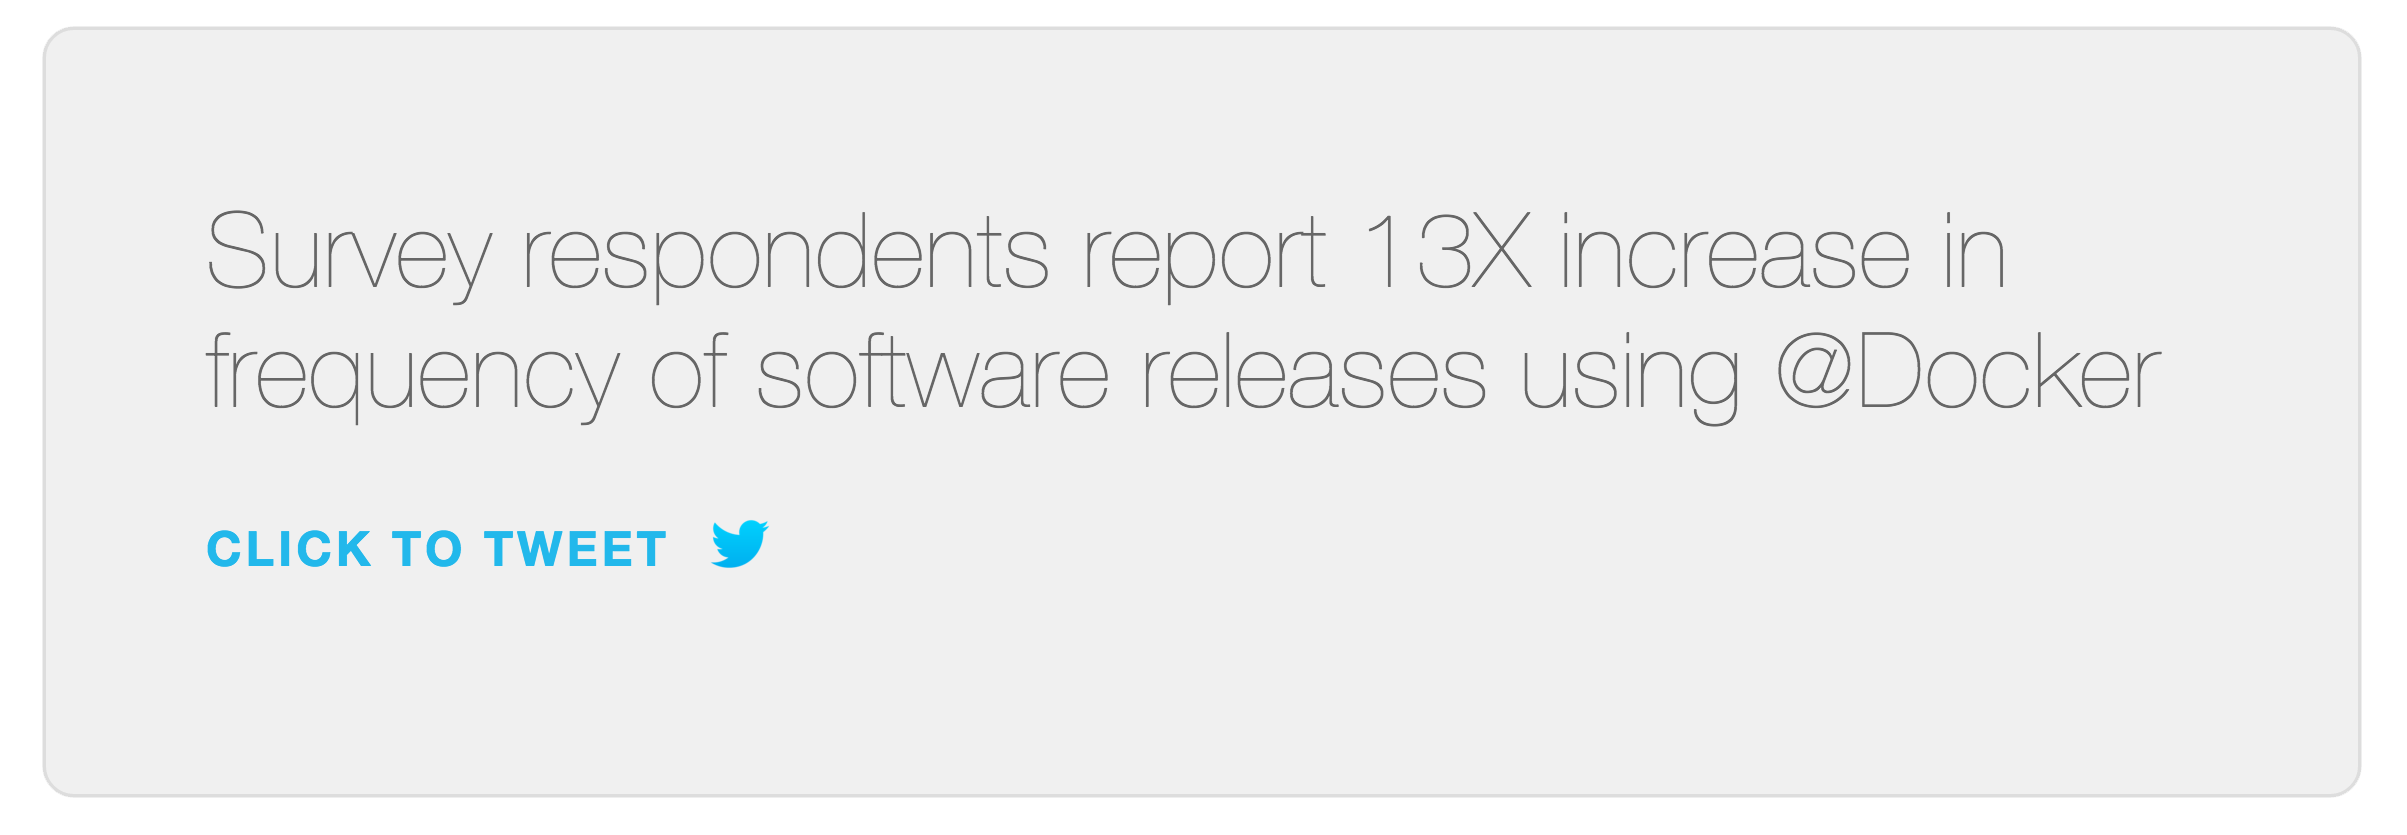 Survey respondents report 13X increase in
frequency of software releases using @Docker
CLICK TO TWEET